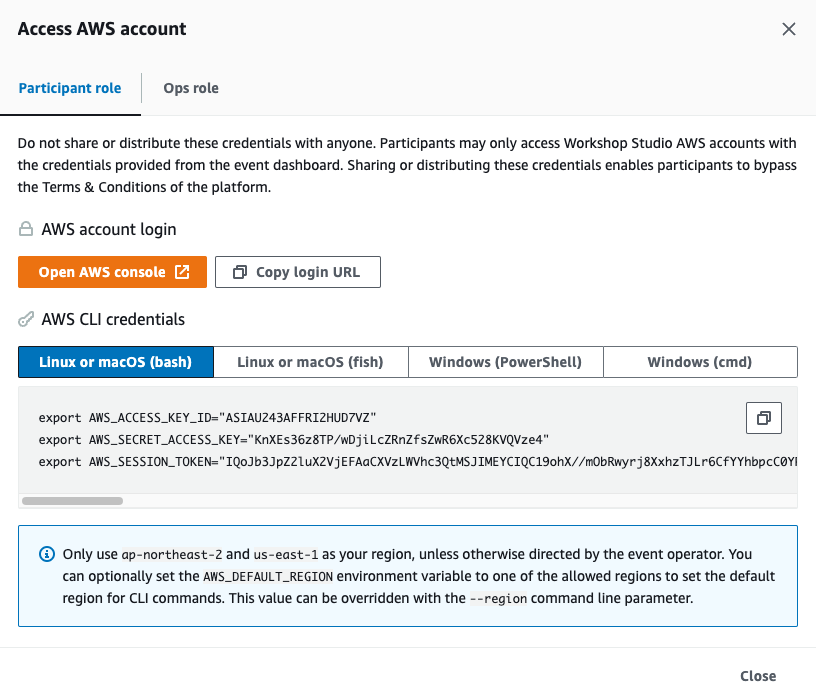 Access AWS account
Participant role
Ops role
Do not share or distribute these credentials with anyone. Participants may only access Workshop Studio AWS accounts with
the credentials provided from the event dashboard. Sharing or distributing these credentials enables participants to bypass
the Terms & Conditions of the platform.
AWS account login
Open AWS console
Copy login URL
AWS CLI credentials
Linux or macOS (bash)
Linux or macOS (fish)
Windows (PowerShell)
Windows (cmd)
export AWS_ACCESS_KEY_ID="ASIAU243AFFRIZHUD7VZ"
export AWS_SECRET_ACCESS_KEY="KnXEs36z8TP/wDjiLcZRnZfsZwR6Xc528KVQVze4"
export AWS_SESSION_TOKEN="IQoJb3JpZ2luX2VjEFAaCXVzLWVhc3QtMSJIMEYCIQC19ohX//mObRwyrj8XxhzTJLr6CfYYhbpcC0Y
Only use ap-northeast-2 and us-east-1 as your region, unless otherwise directed by the event operator. You
can optionally set the AWS_DEFAULT_REGION environment variable to one of the allowed regions to set the default
region for CLI commands. This value can be overridden with the --region command line parameter.
Close